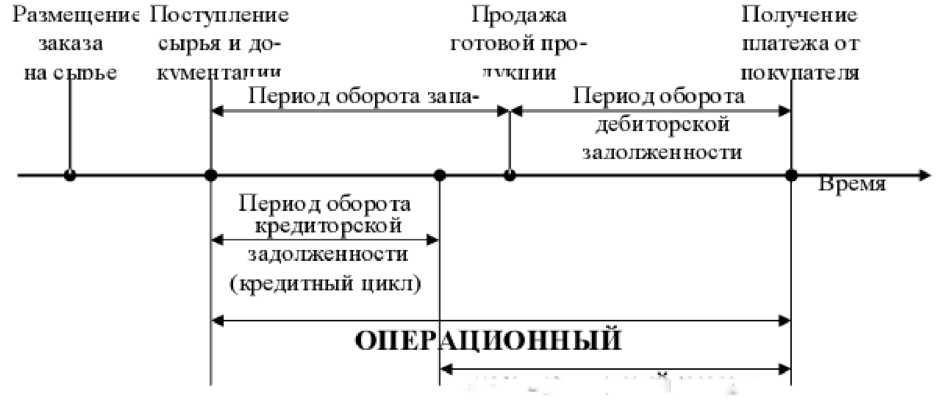 Размещение
заказа
на сырье
Поступление
сырья и до-
кументации
Продажа
готовой про-
дукции
Получение
платежа от
покупателя
Период оборота запа-
Период оборота
дебиторской
задолженности
Время
Период оборота
кредиторской
задолженности
(кредитный цикл)
ОПЕРАЦИОННЫЙ